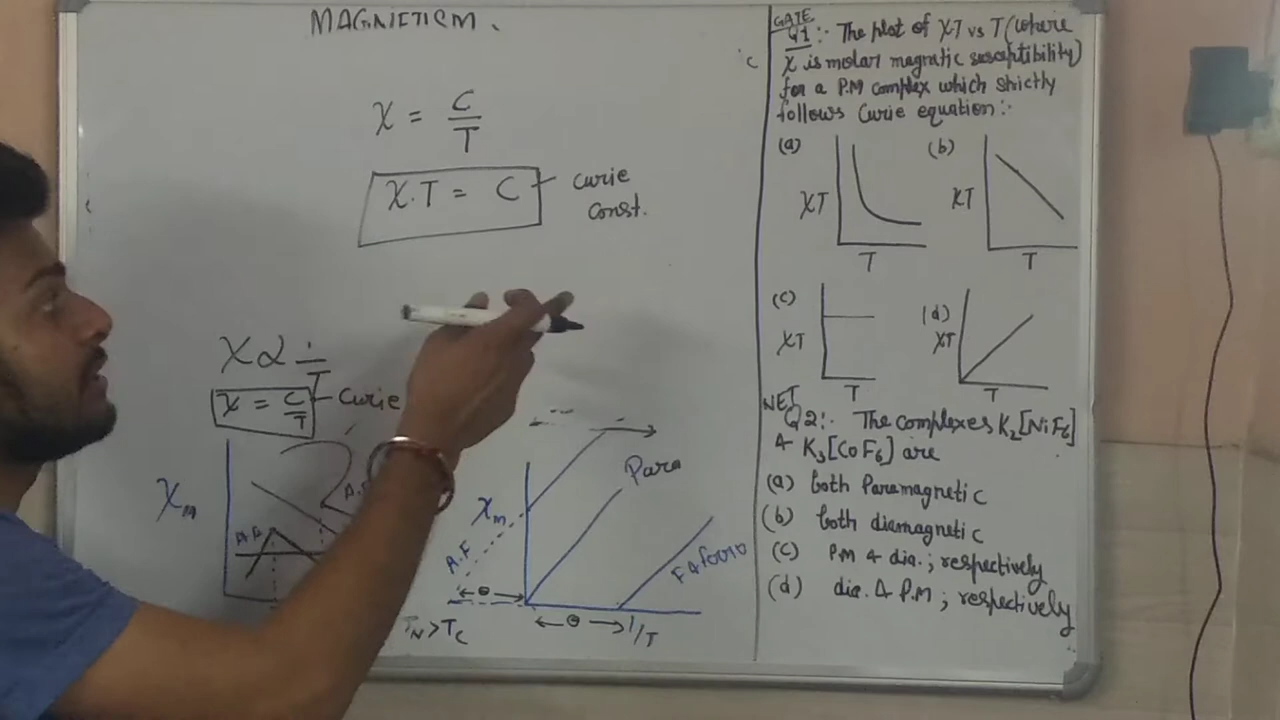 MAGNETISM.
χ = C/T
χ.T = C
Curie
const.
χ ∝ 1/T
χ = C/T
Curie
χm
A.F
A.F
χm
Para
A.F
F & ferro
θ
θ
TN > TC
1/T
GATE
Q1:- The plot of χT vs T (where
χ is molar magnetic susceptibility)
for a P.M complex which strictly
follows Curie equation:-
(a)
χT
T
(b)
χT
T
(c)
χT
T
(d)
χT
T
NET
Q2:- The complexes K2[NiF6]
& K3[CoF6] are
(a) both Paramagnetic
(b) both diamagnetic
(c) P.M & dia.; respectively
(d) dia. & P.M; respectively